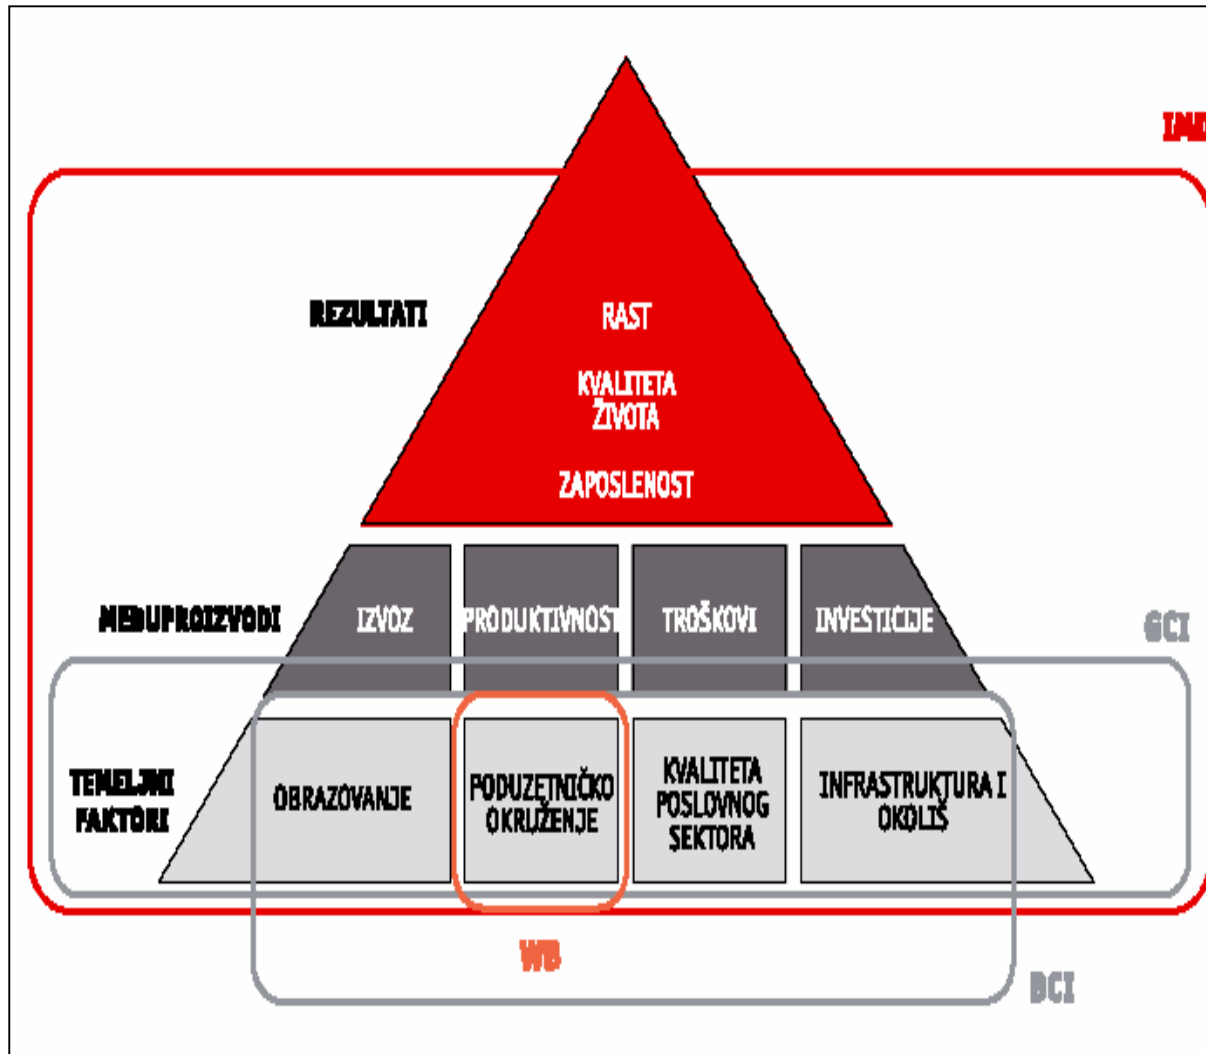 REZULTATI
RAST
KVALITETA
ŽIVOTA
ZAPOSLENOST
MEĐUPROIZVODI
IZVOZ
PRODUKTIVNOST
TROŠKOVI
INVESTICIJE
GCI
TEMELJNI
FAKTORI
OBRAZOVANJE
PODUZETNIČKO
OKRUŽENJE
KVALITETA
POSLOVNOG
SEKTORA
INFRASTRUKTURA I
OKOLIŠ
WB
BCI